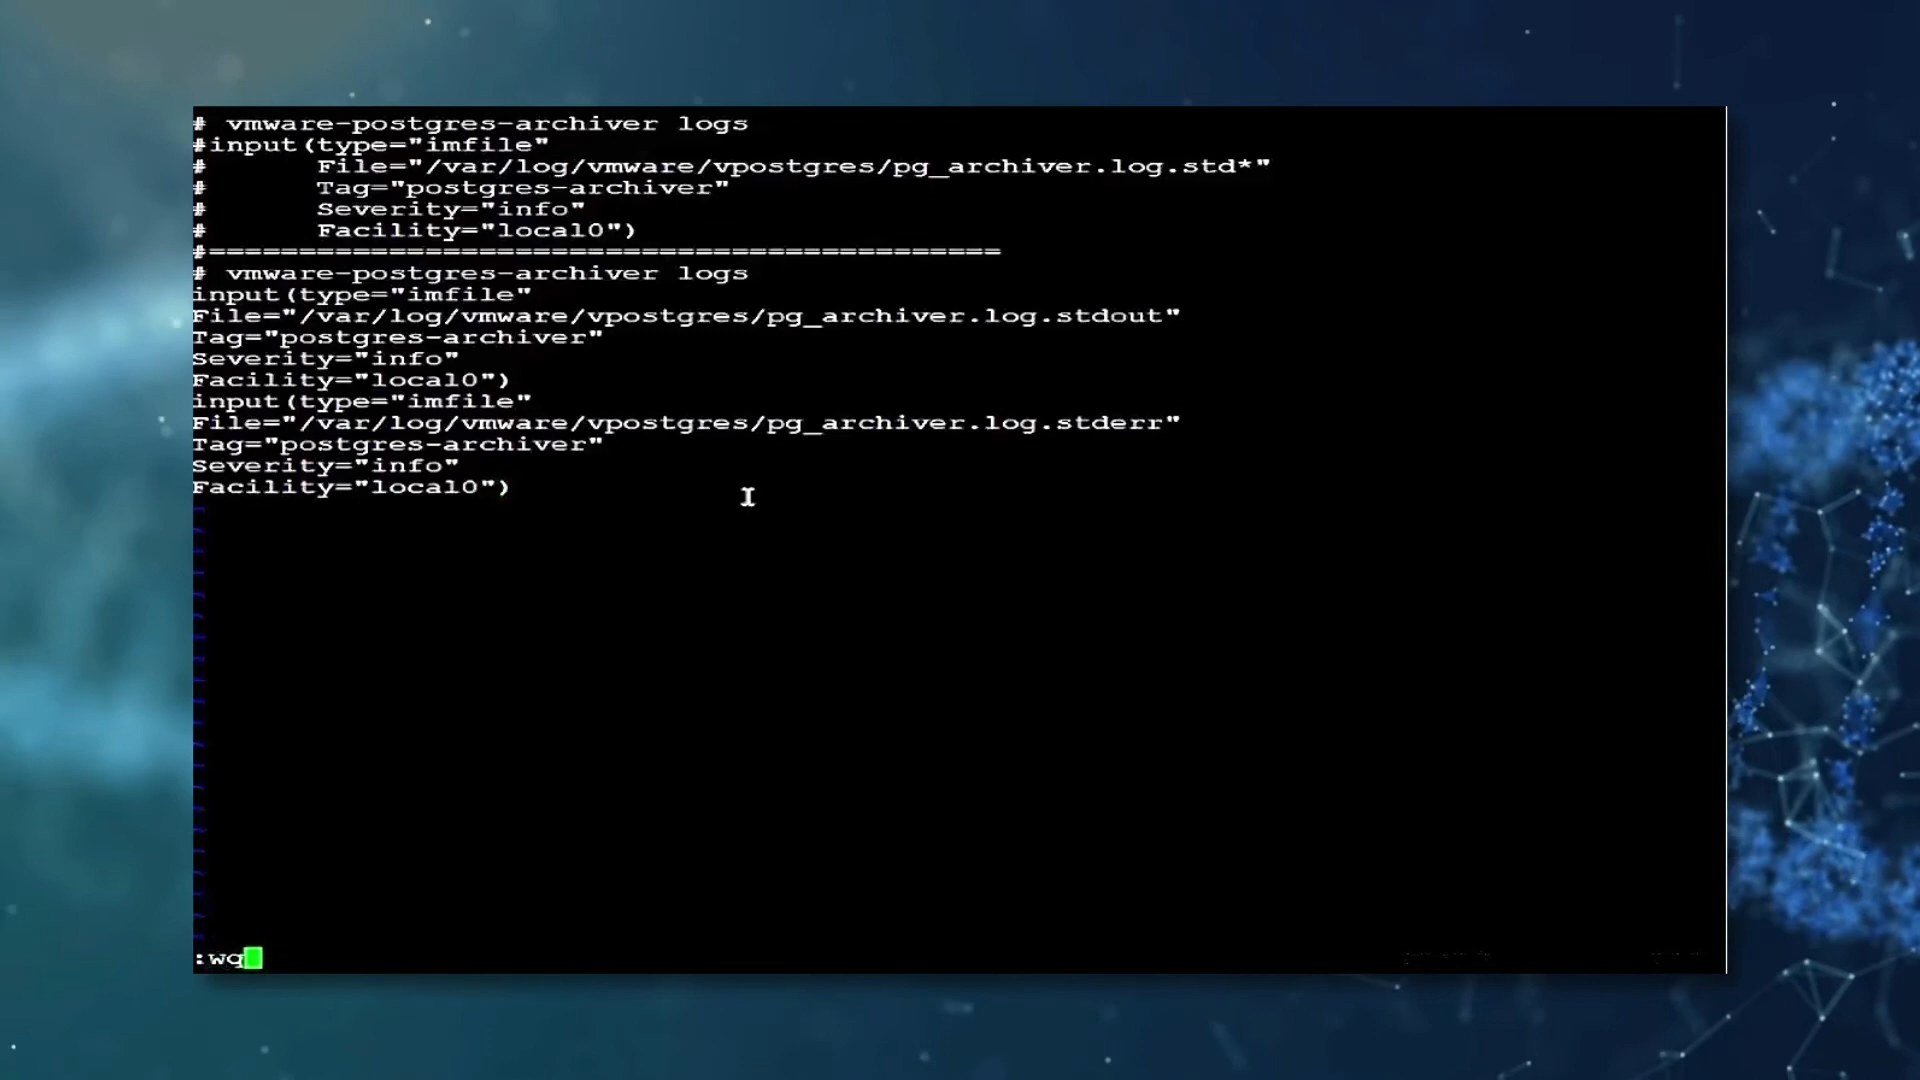 # vmware-postgres-archiver logs
#input(type="imfile"
#      File="/var/log/vmware/vpostgres/pg_archiver.log.std*"
#      Tag="postgres-archiver"
#      Severity="info"
#      Facility="local0")
#============================================
# vmware-postgres-archiver logs
input(type="imfile"
File="/var/log/vmware/vpostgres/pg_archiver.log.stdout"
Tag="postgres-archiver"
Severity="info"
Facility="local0")
input(type="imfile"
File="/var/log/vmware/vpostgres/pg_archiver.log.stderr"
Tag="postgres-archiver"
Severity="info"
Facility="local0")
:wq